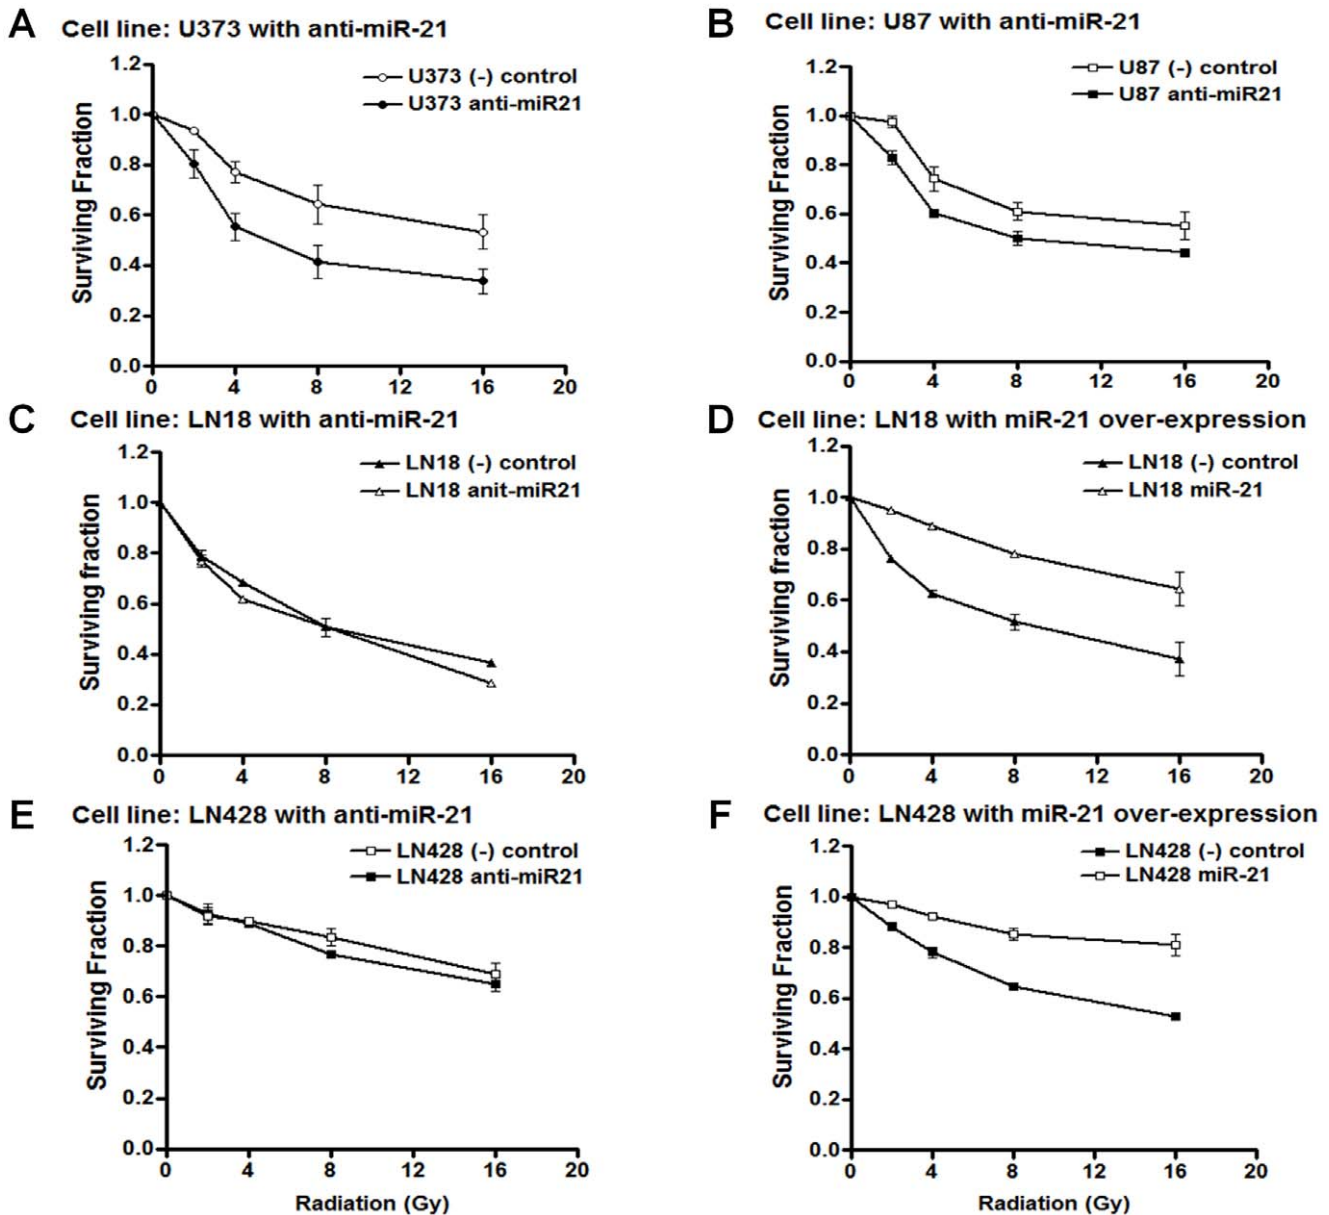 A Cell line: U373 with anti-miR-21
1.2
1.0
0.8
0.6
0.4
0.2
0.0
Surviving Fraction
U373 (-) control
U373 anti-miR21
0 4 8 12 16 20
B Cell line: U87 with anti-miR-21
1.2
1.0
0.8
0.6
0.4
0.2
0.0
Surviving Fraction
U87 (-) control
U87 anti-miR21
0 4 8 12 16 20
C Cell line: LN18 with anti-miR-21
1.2
1.0
0.8
0.6
0.4
0.2
0.0
Surviving fraction
LN18 (-) control
LN18 anit-miR21
0 4 8 12 16 20
D Cell line: LN18 with miR-21 over-expression
1.2
1.0
0.8
0.6
0.4
0.2
0.0
Surviving fraction
LN18 (-) control
LN18 miR-21
0 4 8 12 16 20
E Cell line: LN428 with anti-miR-21
1.2
1.0
0.8
0.6
0.4
0.2
0.0
Surviving Fraction
LN428 (-) control
LN428 anti-miR21
0 4 8 12 16 20
Radiation (Gy)
F Cell line: LN428 with miR-21 over-expression
1.2
1.0
0.8
0.6
0.4
0.2
0.0
Surviving Fraction
LN428 (-) control
LN428 miR-21
0 4 8 12 16 20
Radiation (Gy)